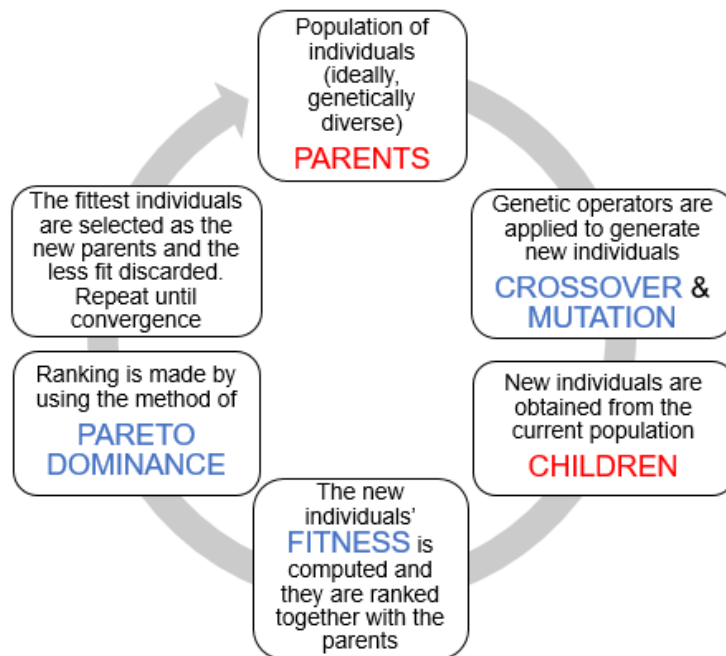 Population of
individuals
(ideally,
genetically
diverse)
PARENTS
Genetic operators are
applied to generate
new individuals
CROSSOVER &
MUTATION
New individuals are
obtained from the
current population
CHILDREN
The new
individuals’
FITNESS is
computed and
they are ranked
together with the
parents
Ranking is made by
using the method of
PARETO
DOMINANCE
The fittest individuals
are selected as the
new parents and the
less fit discarded.
Repeat until
convergence